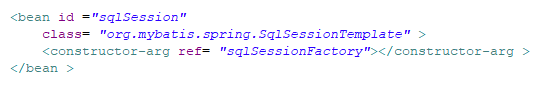 <bean id ="sqlSession"
class= "org.mybatis.spring.SqlSessionTemplate" >
<constructor-arg ref= "sqlSessionFactory"></constructor-arg >
</bean >